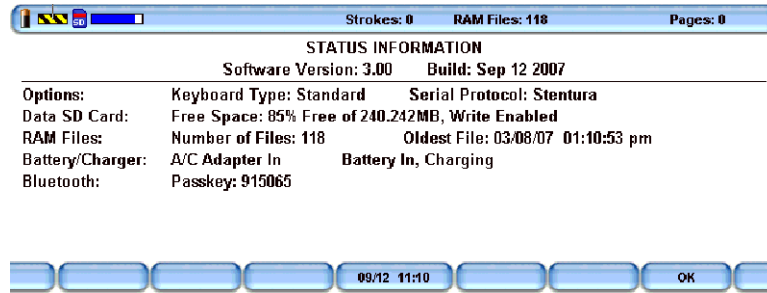 SD Strokes: 0 RAM Files: 118 Pages: 0
STATUS INFORMATION
Software Version: 3.00 Build: Sep 12 2007
Options: Keyboard Type: Standard Serial Protocol: Stentura
Data SD Card: Free Space: 85% Free of 240.242MB, Write Enabled
RAM Files: Number of Files: 118 Oldest File: 03/08/07 01:10:53 pm
Battery/Charger: A/C Adapter In Battery In, Charging
Bluetooth: Passkey: 915065
09/12 11:10 OK